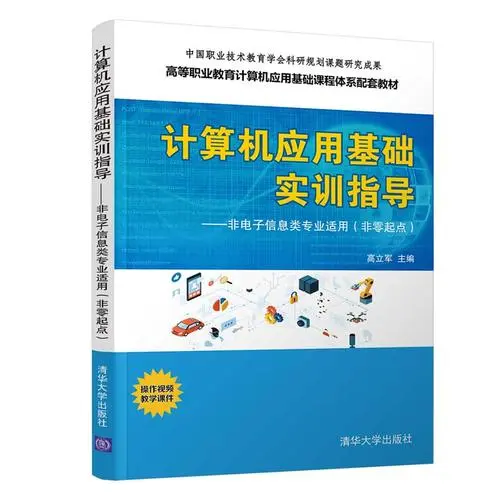 中国职业技术教育学会科研规划课题研究成果
高等职业教育计算机应用基础课程体系配套教材
计算机应用基础
实训指导
——非电子信息类专业适用（非零起点）
高立军 主编
操作视频
教学课件
清华大学出版社
计算机应用基础实训指导
——非电子信息类专业适用（非零起点）
清华大学出版社